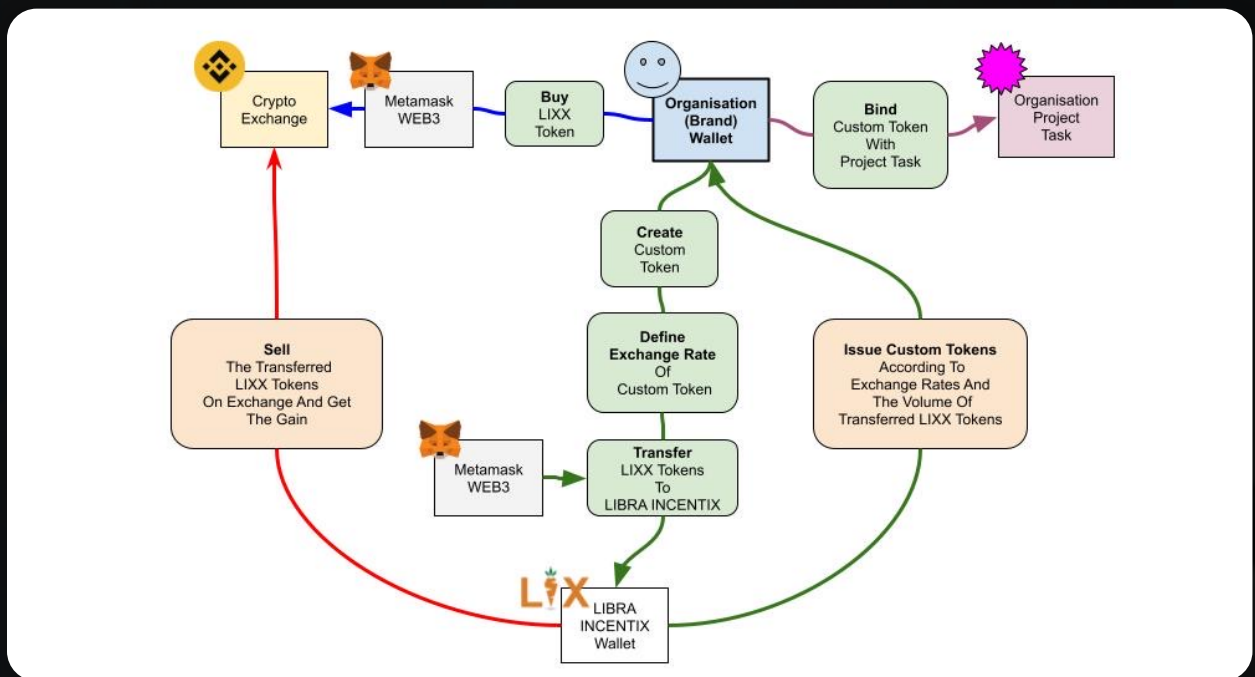 Crypto
Exchange
Metamask
WEB3
Buy
LIXX
Token
Organisation
(Brand)
Wallet
Bind
Custom Token
With
Project Task
Organisation
Project
Task
Create
Custom
Token
Sell
The Transferred
LIXX Tokens
On Exchange And Get
The Gain
Define
Exchange Rate
Of
Custom Token
Issue Custom Tokens
According To
Exchange Rates And
The Volume Of
Transferred LIXX Tokens
Metamask
WEB3
Transfer
LIXX Tokens
To
LIBRA INCENTIX
LIX
LIBRA
INCENTIX
Wallet